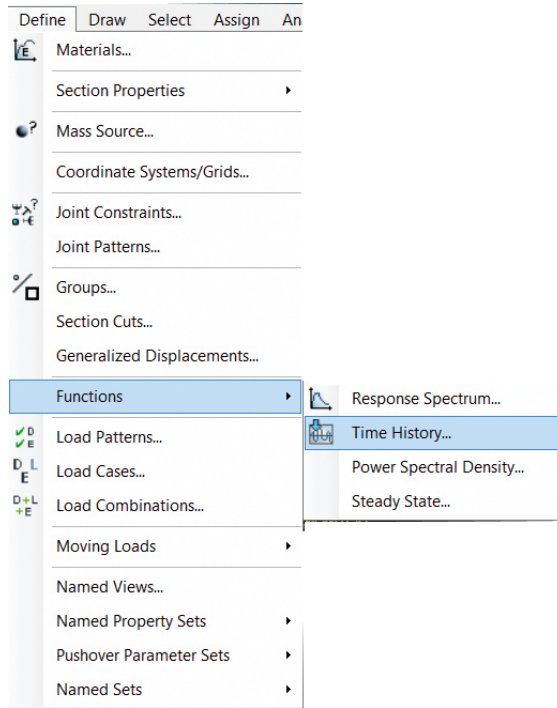 Define Draw Select Assign An
Materials...
Section Properties
Mass Source...
Coordinate Systems/Grids...
Joint Constraints...
Joint Patterns...
Groups...
Section Cuts...
Generalized Displacements...
Functions
Response Spectrum...
Time History...
Power Spectral Density...
Steady State...
Load Patterns...
Load Cases...
Load Combinations...
Moving Loads
Named Views...
Named Property Sets
Pushover Parameter Sets
Named Sets